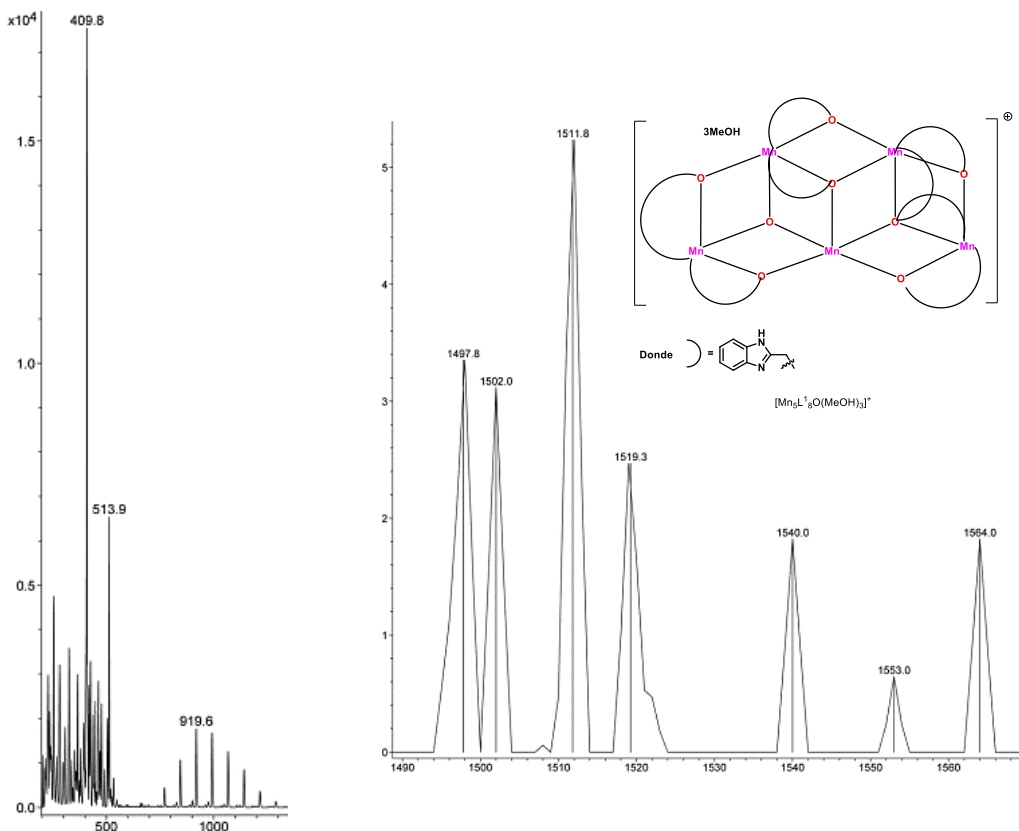 x10⁴
409.8
1.5
1.0
513.9
0.5
919.6
0.0
500
1000
1511.8
5
4
1497.8
1502.0
3
1519.3
2
1540.0
1564.0
1
1553.0
0
1490
1500
1510
1520
1530
1540
1550
1560
⊕
3MeOH
O
Mn
Mn
O
O
O
O
O
Mn
Mn
Mn
O
O
Donde
=
H
N
N
[Mn₅L¹₈O(MeOH)₃]⁺